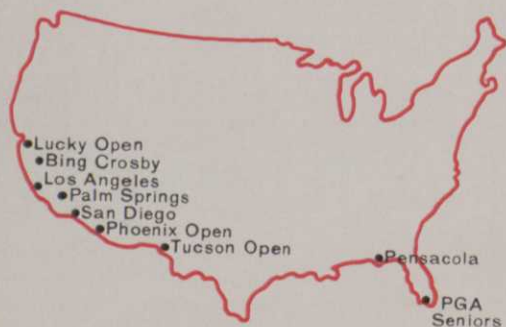 Lucky Open
Bing Crosby
Los Angeles
Palm Springs
San Diego
Phoenix Open
Tucson Open
Pensacola
PGA
Seniors